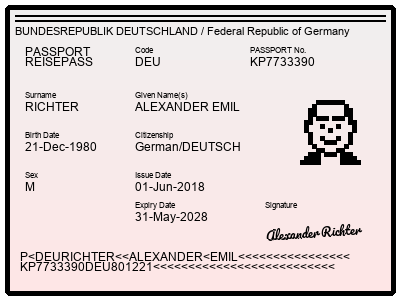 BUNDESREPUBLIK DEUTSCHLAND / Federal Republic of Germany
PASSPORT
REISEPASS
Code
DEU
PASSPORT No.
KP7733390
Surname
RICHTER
Given Name(s)
ALEXANDER EMIL
Birth Date
21-Dec-1980
Citizenship
German/DEUTSCH
Sex
M
Issue Date
01-Jun-2018
Expiry Date
31-May-2028
Signature
Alexander Richter
P<DEURICHTER<<ALEXANDER<EMIL<<<<<<<<<<<<<<<<
KP7733390DEU801221<<<<<<<<<<<<<<<<<<<<<<<<<<